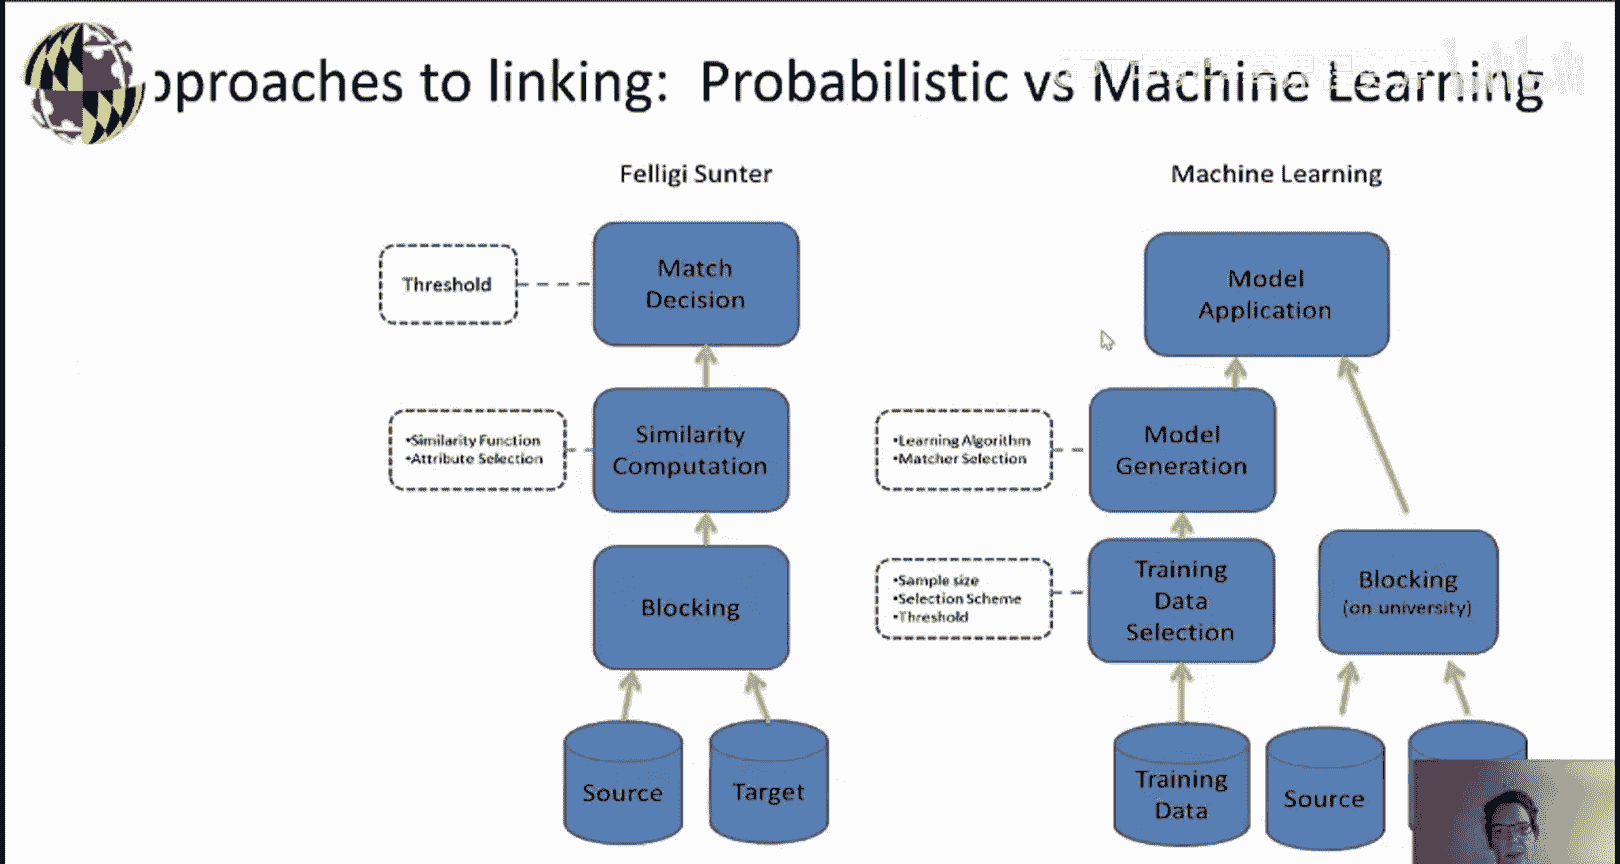 pproaches to linking: Probabilistic vs Machine Learning
Felligi Sunter
Threshold
Match
Decision
•Similarity Function
•Attribute Selection
Similarity
Computation
Blocking
Source
Target
Machine Learning
Model
Application
•Learning Algorithm
•Matcher Selection
Model
Generation
•Sample size
•Selection Scheme
•Threshold
Training
Data
Selection
Blocking
(on university)
Training
Data
Source